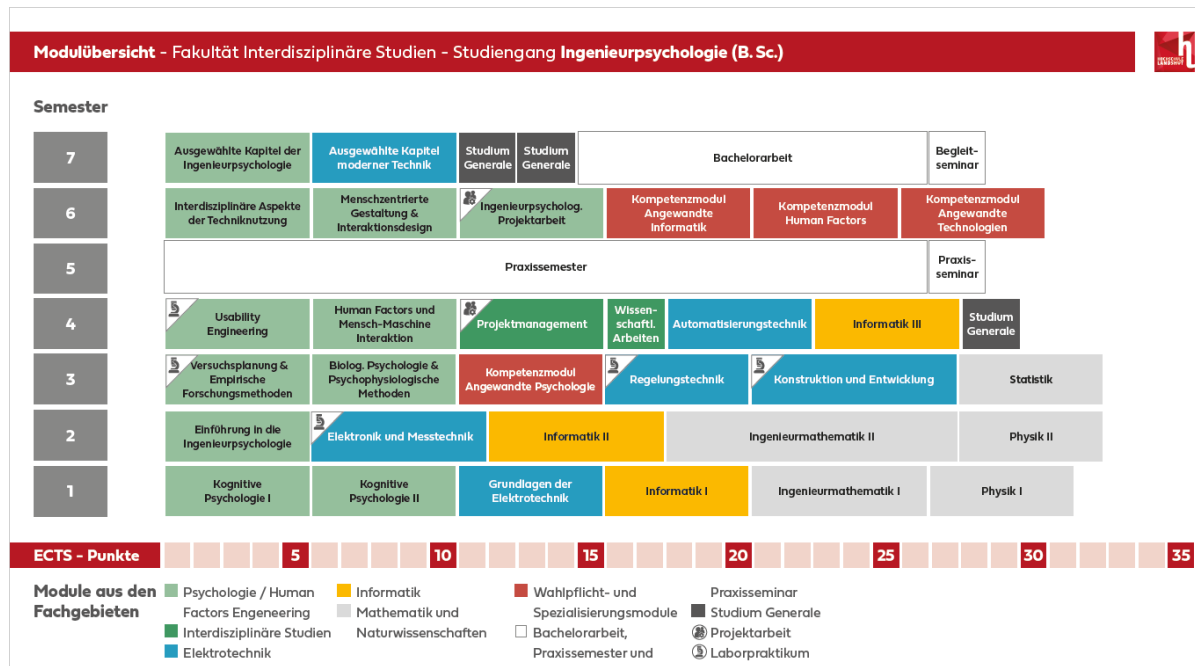 Modulübersicht - Fakultät Interdisziplinäre Studien - Studiengang Ingenieurpsychologie (B. Sc.)
HOCHSCHULE
LANDSHUT
Semester
7
Ausgewählte Kapitel der
Ingenieurpsychologie
Ausgewählte Kapitel
moderner Technik
Studium
Generale
Studium
Generale
Bachelorarbeit
Begleit-
seminar
6
Interdisziplinäre Aspekte
der Techniknutzung
Menschzentrierte
Gestaltung &
Interaktionsdesign
Ingenieurpsycholog.
Projektarbeit
Kompetenzmodul
Angewandte
Informatik
Kompetenzmodul
Human Factors
Kompetenzmodul
Angewandte
Technologien
5
Praxissemester
Praxis-
seminar
4
Usability
Engineering
Human Factors und
Mensch-Maschine
Interaktion
Projektmanagement
Wissen-
schaftl.
Arbeiten
Automatisierungstechnik
Informatik III
Studium
Generale
3
Versuchsplanung &
Empirische
Forschungsmethoden
Biolog. Psychologie &
Psychophysiologische
Methoden
Kompetenzmodul
Angewandte Psychologie
Regelungstechnik
Konstruktion und Entwicklung
Statistik
2
Einführung in die
Ingenieurpsychologie
Elektronik und Messtechnik
Informatik II
Ingenieurmathematik II
Physik II
1
Kognitive
Psychologie I
Kognitive
Psychologie II
Grundlagen der
Elektrotechnik
Informatik I
Ingenieurmathematik I
Physik I
ECTS - Punkte 5 10 15 20 25 30 35
Module aus den
Fachgebieten
Psychologie / Human
Factors Engeneering
Interdisziplinäre Studien
Elektrotechnik
Informatik
Mathematik und
Naturwissenschaften
Wahlpflicht- und
Spezialisierungsmodule
Bachelorarbeit,
Praxissemester und
Praxisseminar
Studium Generale
Projektarbeit
Laborpraktikum